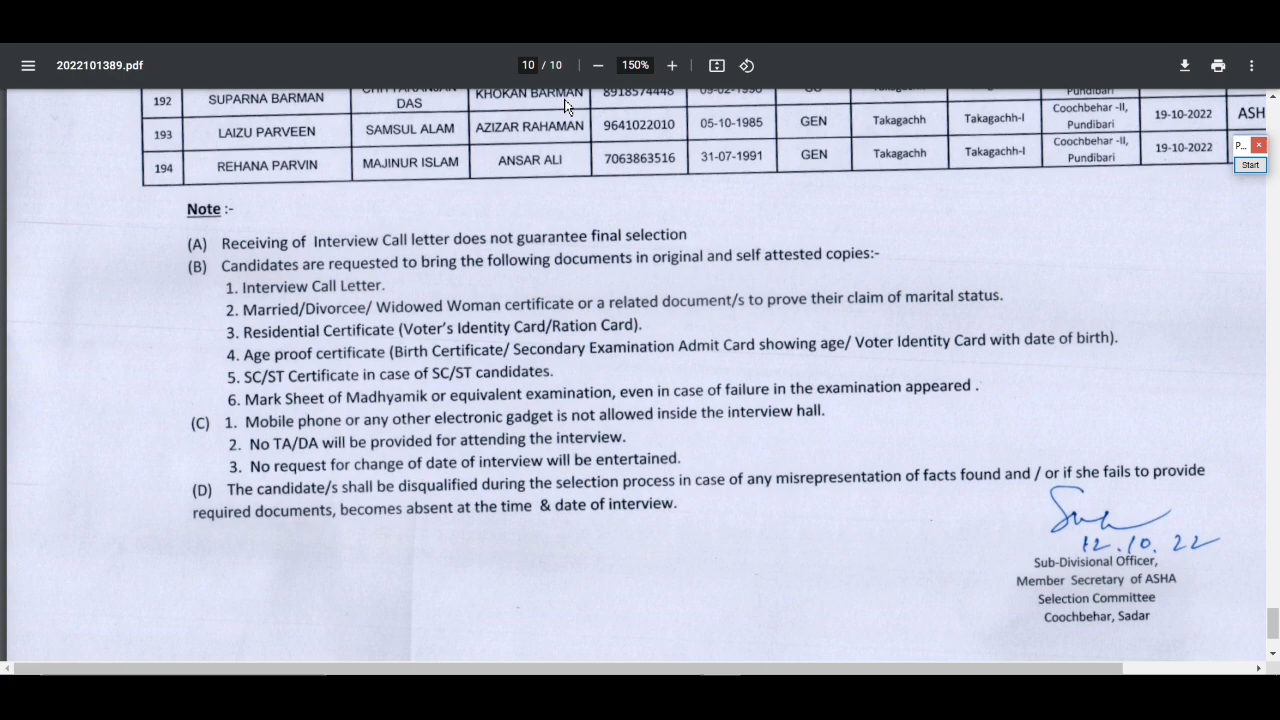 2022101389.pdf
10 / 10
150%
192 SUPARNA BARMAN DAS KHOKAN BARMAN 8918574448 Pundibari
193 LAIZU PARVEEN SAMSUL ALAM AZIZAR RAHAMAN 9641022010 05-10-1985 GEN Takagachh Takagachh-I Coochbehar -II, Pundibari 19-10-2022 ASH
194 REHANA PARVIN MAJINUR ISLAM ANSAR ALI 7063863516 31-07-1991 GEN Takagachh Takagachh-I Coochbehar -II, Pundibari 19-10-2022
P...
Start
Note :-
(A) Receiving of Interview Call letter does not guarantee final selection
(B) Candidates are requested to bring the following documents in original and self attested copies:-
1. Interview Call Letter.
2. Married/Divorcee/ Widowed Woman certificate or a related document/s to prove their claim of marital status.
3. Residential Certificate (Voter's Identity Card/Ration Card).
4. Age proof certificate (Birth Certificate/ Secondary Examination Admit Card showing age/ Voter Identity Card with date of birth).
5. SC/ST Certificate in case of SC/ST candidates.
6. Mark Sheet of Madhyamik or equivalent examination, even in case of failure in the examination appeared .
(C) 1. Mobile phone or any other electronic gadget is not allowed inside the interview hall.
2. No TA/DA will be provided for attending the interview.
3. No request for change of date of interview will be entertained.
(D) The candidate/s shall be disqualified during the selection process in case of any misrepresentation of facts found and / or if she fails to provide
required documents, becomes absent at the time & date of interview.
12.10.22
Sub-Divisional Officer,
Member Secretary of ASHA
Selection Committee
Coochbehar, Sadar